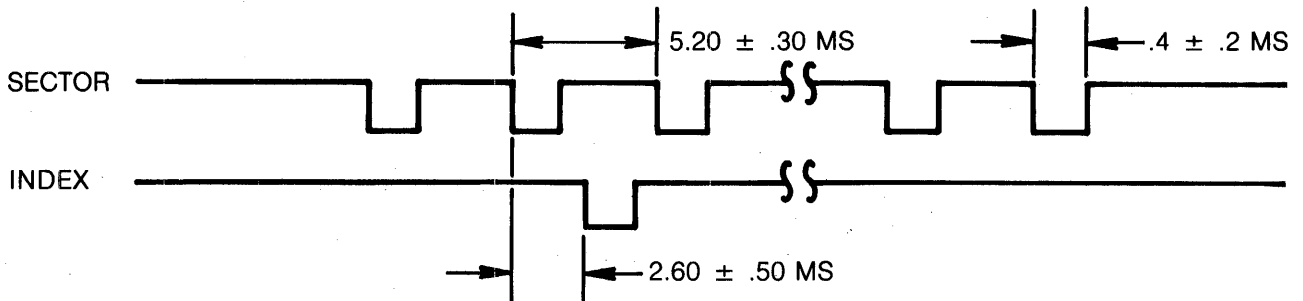 5.20 ± .30 MS
.4 ± .2 MS
SECTOR
INDEX
2.60 ± .50 MS